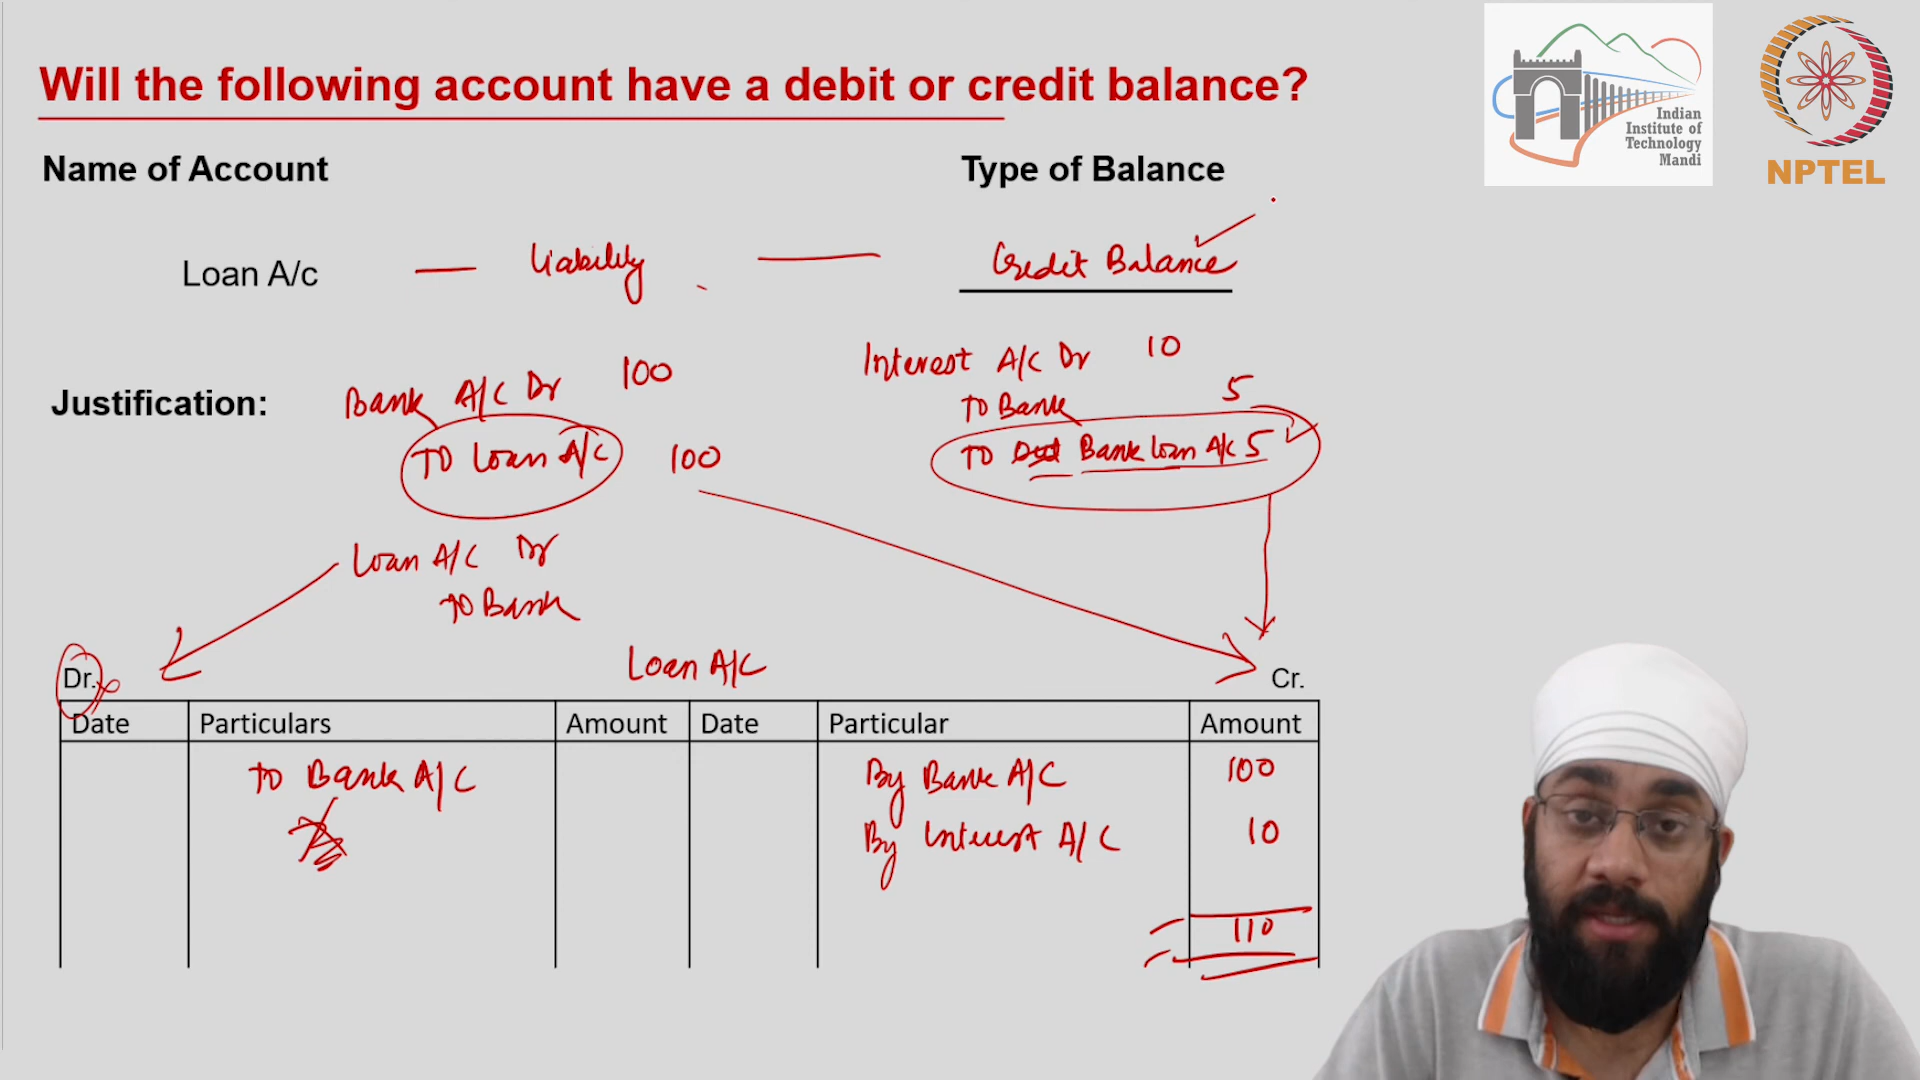 Will the following account have a debit or credit balance?
Indian
Institute of
Technology
Mandi
NPTEL
Name of Account
Type of Balance
Loan A/c — Liability — Credit Balance
Justification:
Bank A/C Dr 100
To Loan A/C 100
Interest A/C Dr 10
To Bank 5
To Bank Loan A/C 5
Loan A/C Dr
To Bank
Dr.
Loan A/C
Cr.
Date Particulars Amount Date Particular Amount
To Bank A/C By Bank A/C 100
By Interest A/C 10
110